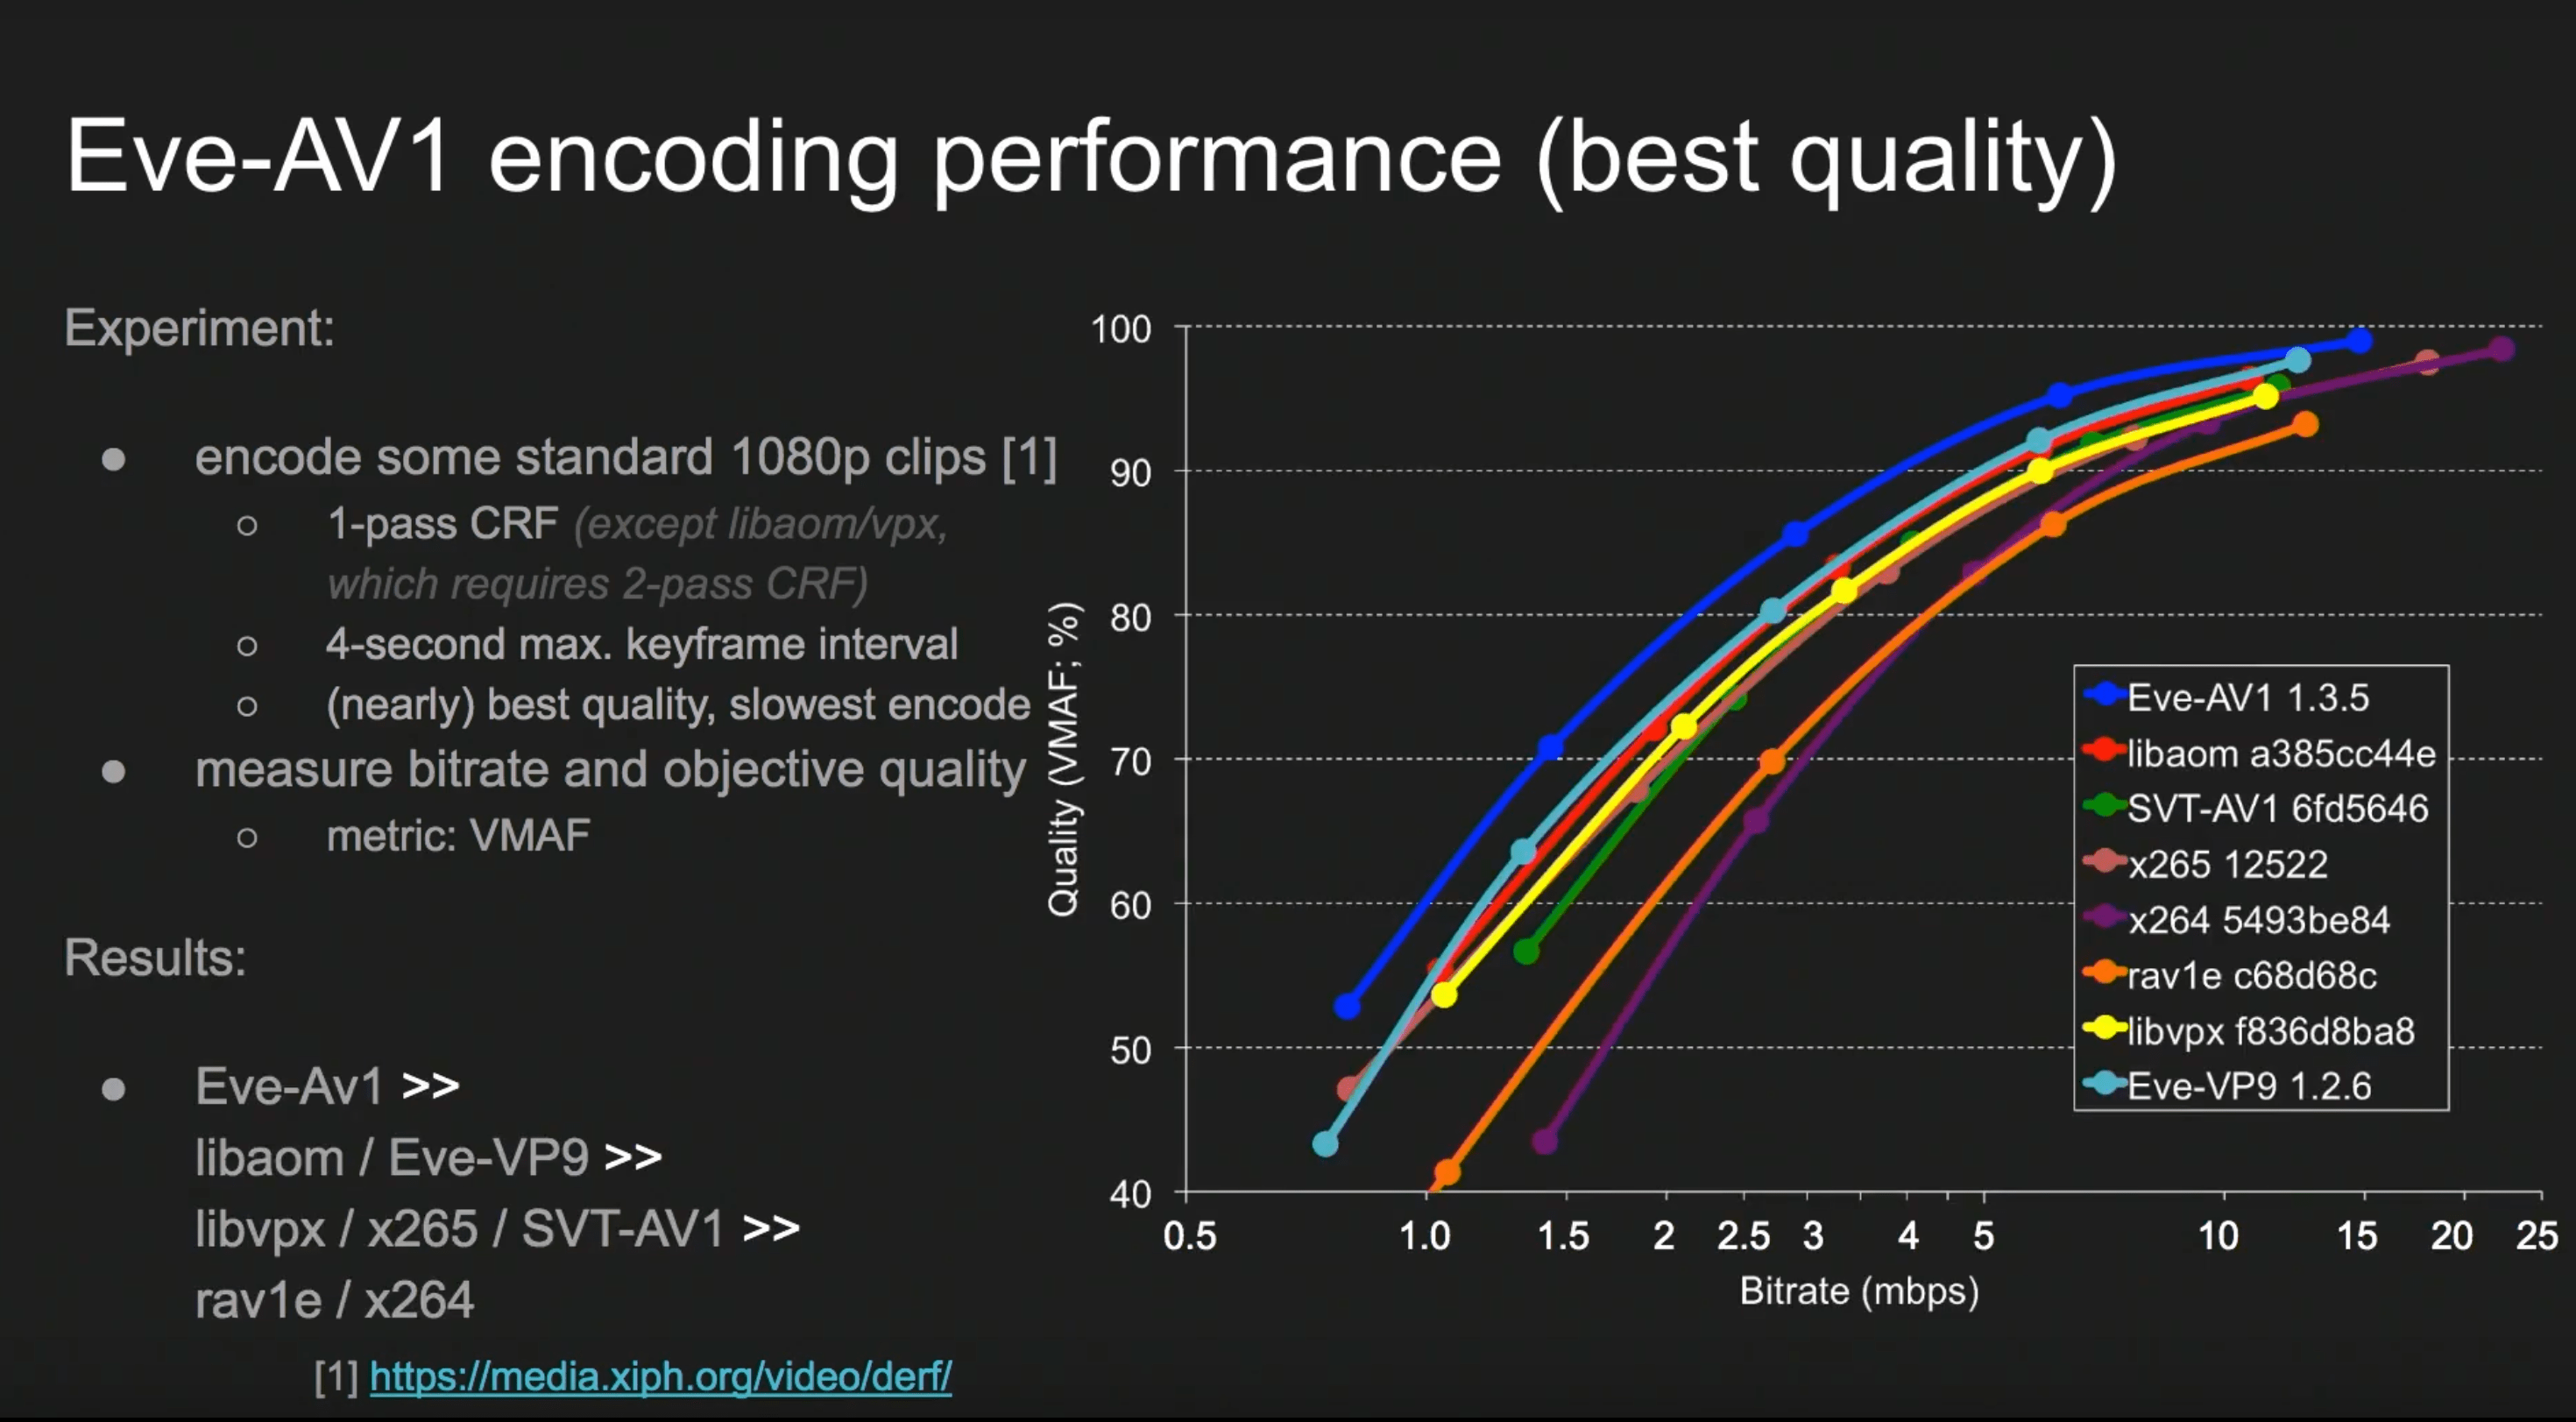 Eve-AV1 encoding performance (best quality)
Experiment:
● encode some standard 1080p clips [1]
○ 1-pass CRF (except libaom/vpx,
which requires 2-pass CRF)
○ 4-second max. keyframe interval
○ (nearly) best quality, slowest encode
● measure bitrate and objective quality
○ metric: VMAF
Results:
● Eve-Av1 >>
libaom / Eve-VP9 >>
libvpx / x265 / SVT-AV1 >>
rav1e / x264
[1] https://media.xiph.org/video/derf/
Quality (VMAF; %)
100
90
80
70
60
50
40
0.5 1.0 1.5 2 2.5 3 4 5 10 15 20 25
Bitrate (mbps)
Eve-AV1 1.3.5
libaom a385cc44e
SVT-AV1 6fd5646
x265 12522
x264 5493be84
rav1e c68d68c
libvpx f836d8ba8
Eve-VP9 1.2.6